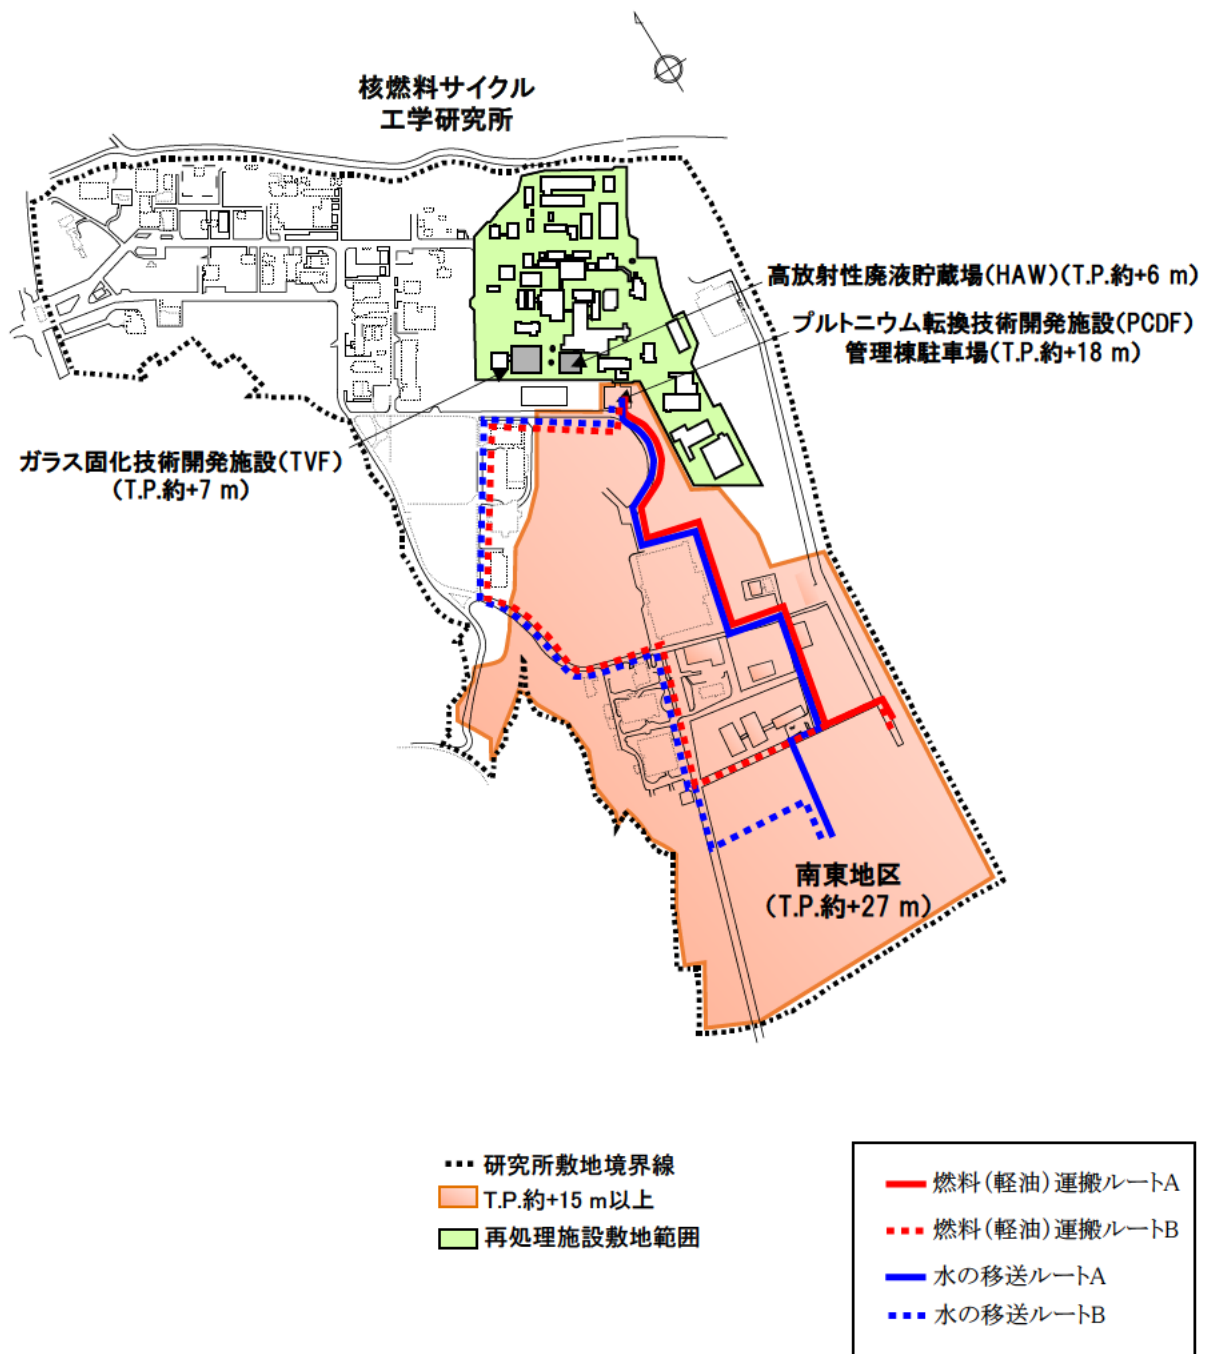 核燃料サイクル
工学研究所
高放射性廃液貯蔵場(HAW)(T.P.約+6 m)
プルトニウム転換技術開発施設(PCDF)
管理棟駐車場(T.P.約+18 m)
ガラス固化技術開発施設(TVF)
(T.P.約+7 m)
南東地区
(T.P.約+27 m)
研究所敷地境界線
T.P.約+15 m以上
再処理施設敷地範囲
燃料(軽油)運搬ルートA
燃料(軽油)運搬ルートB
水の移送ルートA
水の移送ルートB